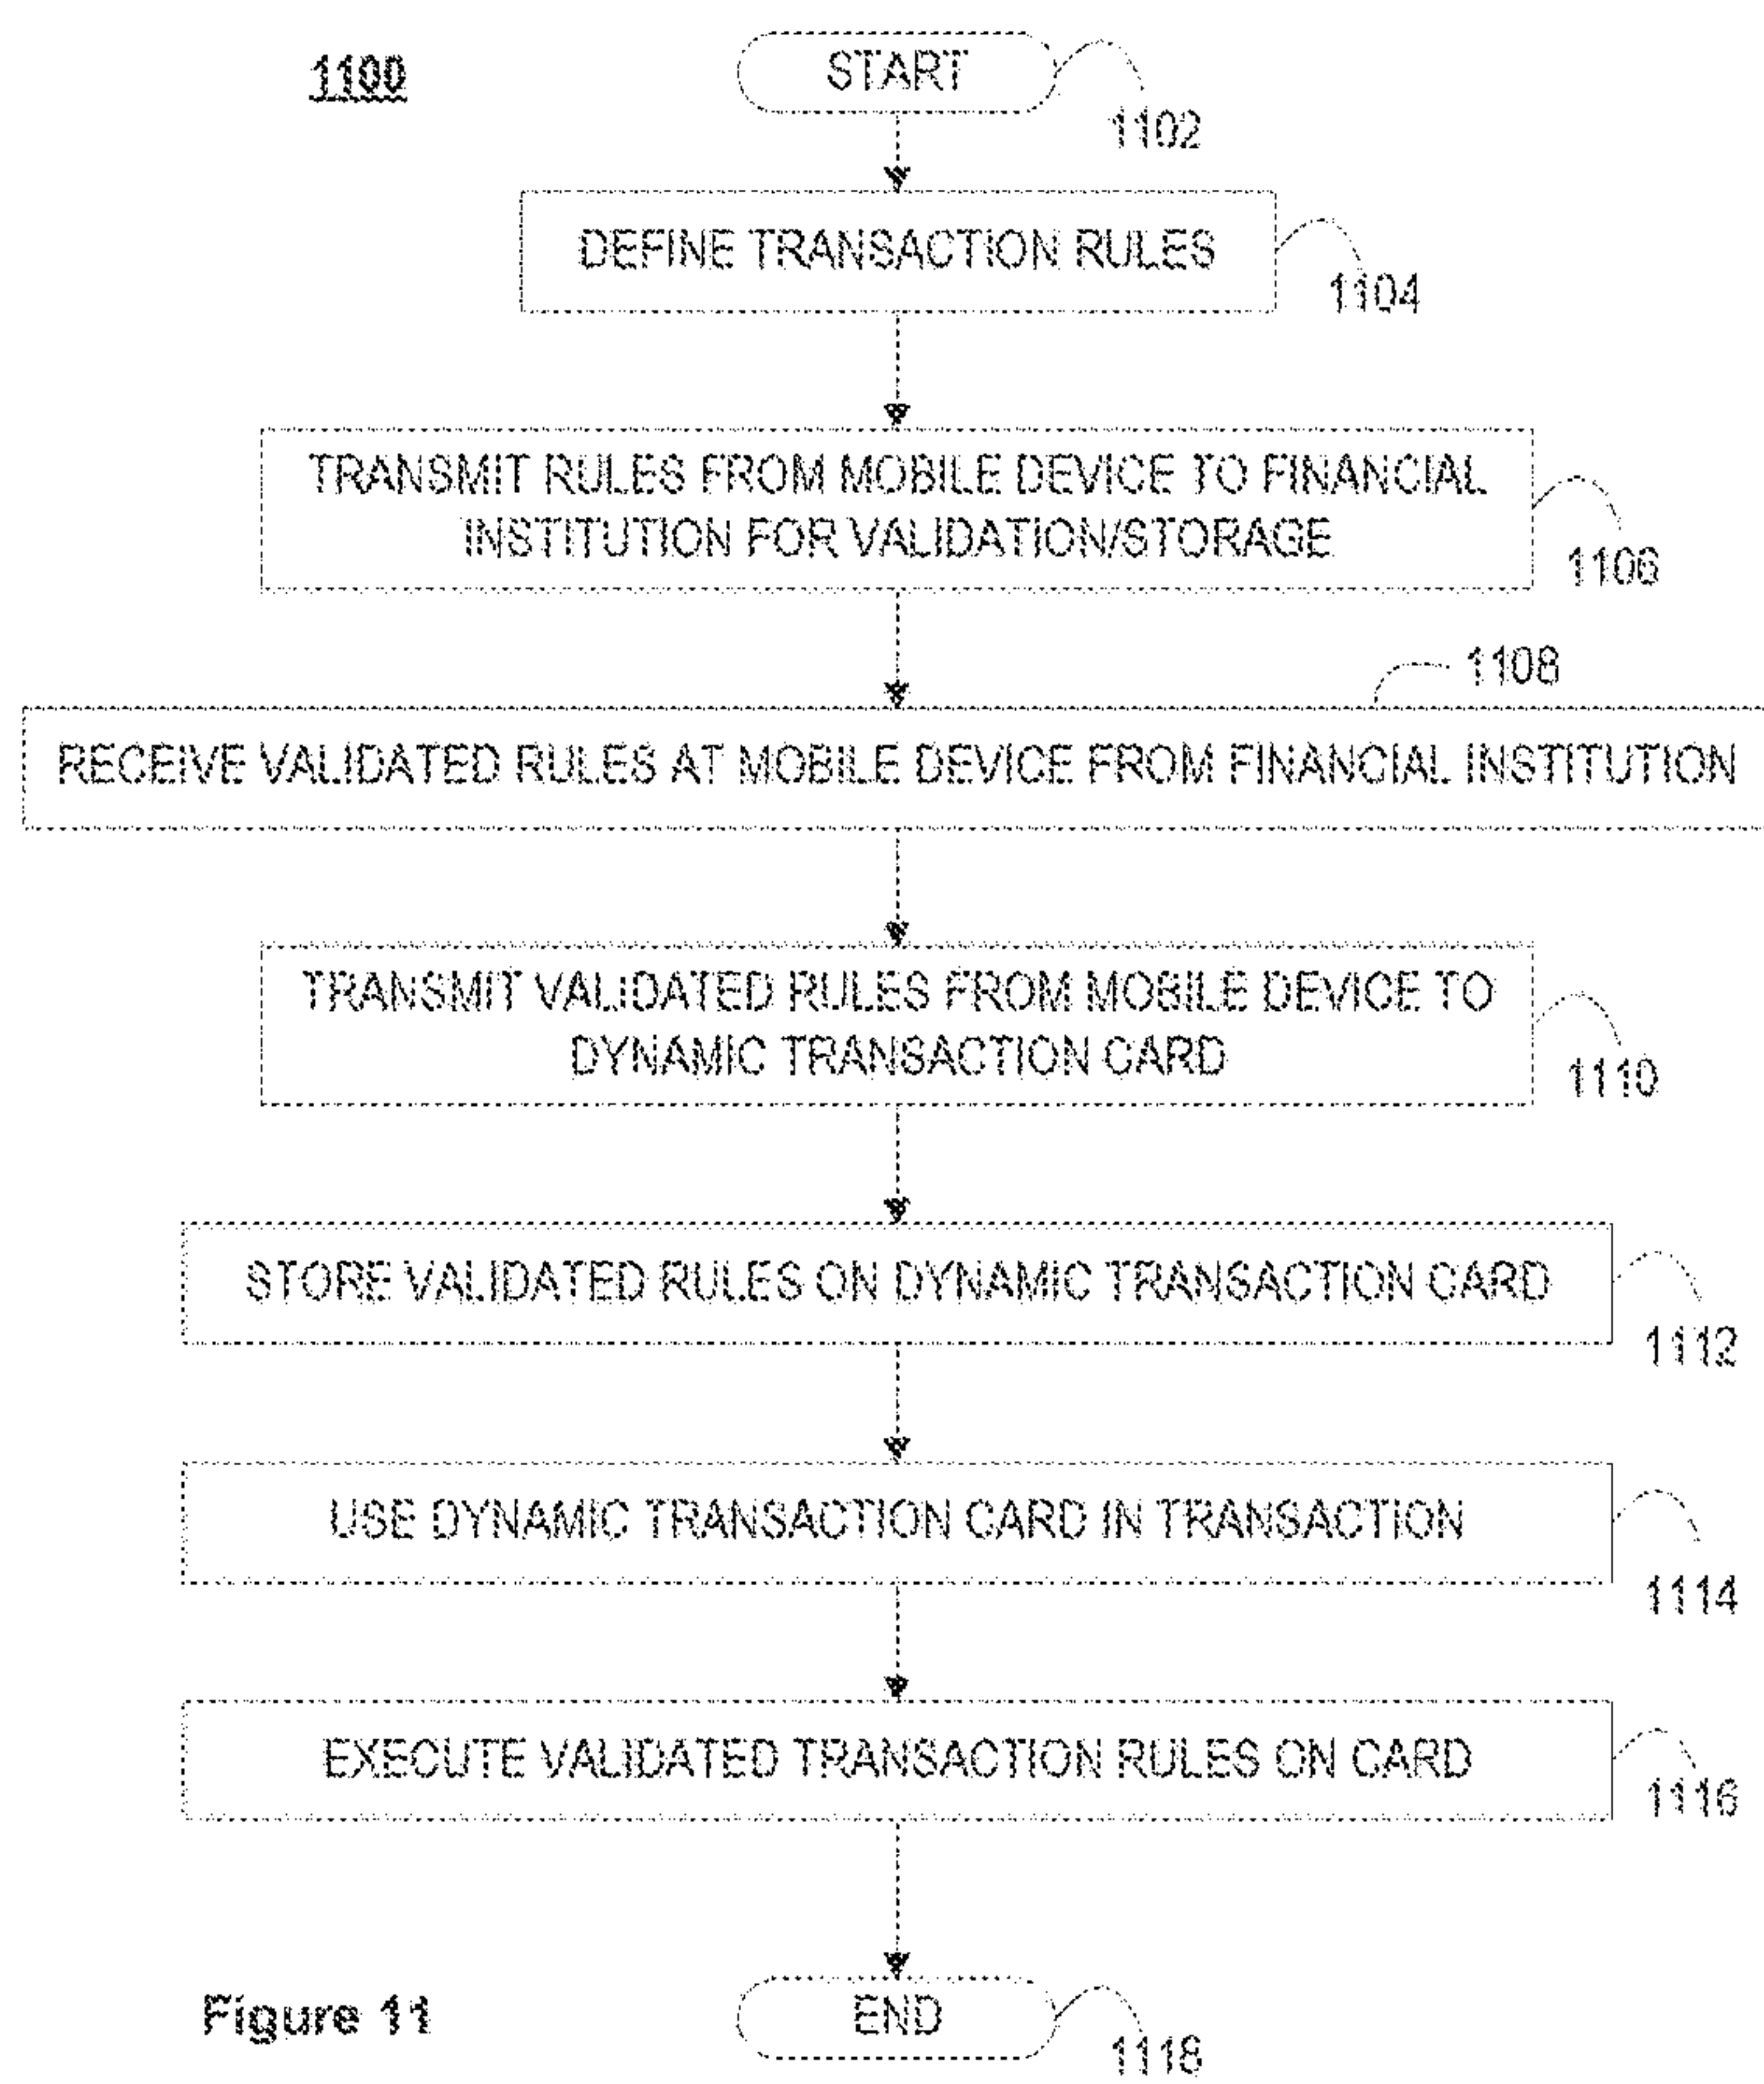 1100
START
1102
DEFINE TRANSACTION RULES
1104
TRANSMIT RULES FROM MOBILE DEVICE TO FINANCIAL
INSTITUTION FOR VALIDATION/STORAGE
1106
1108
RECEIVE VALIDATED RULES AT MOBILE DEVICE FROM FINANCIAL INSTITUTION
TRANSMIT VALIDATED RULES FROM MOBILE DEVICE TO
DYNAMIC TRANSACTION CARD
1110
STORE VALIDATED RULES ON DYNAMIC TRANSACTION CARD
1112
USE DYNAMIC TRANSACTION CARD IN TRANSACTION
1114
EXECUTE VALIDATED TRANSACTION RULES ON CARD
1116
END
1118
Figure 11